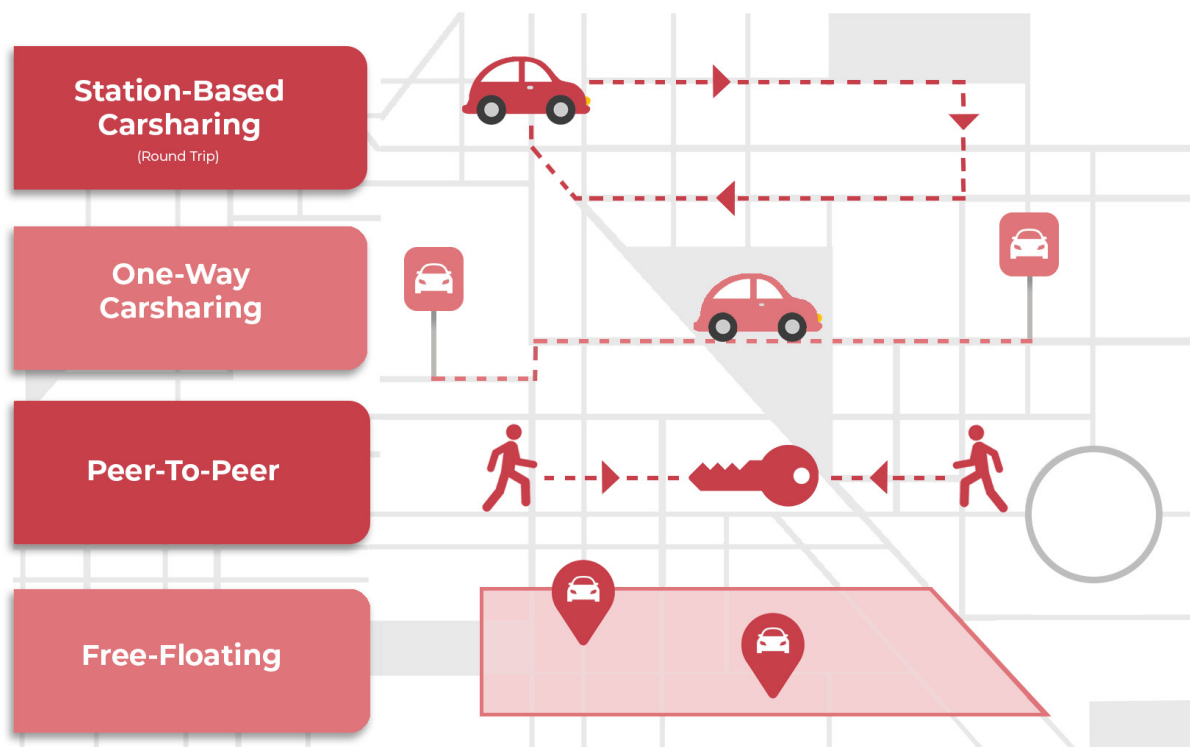 Station-Based
Carsharing
(Round Trip)
One-Way
Carsharing
Peer-To-Peer
Free-Floating